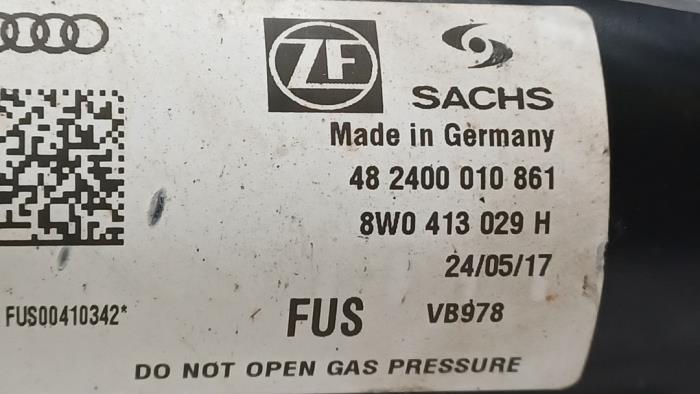 ZF
SACHS
Made in Germany
48 2400 010 861
8W0 413 029 H
24/05/17
FUS00410342*
FUS
VB978
DO NOT OPEN GAS PRESSURE